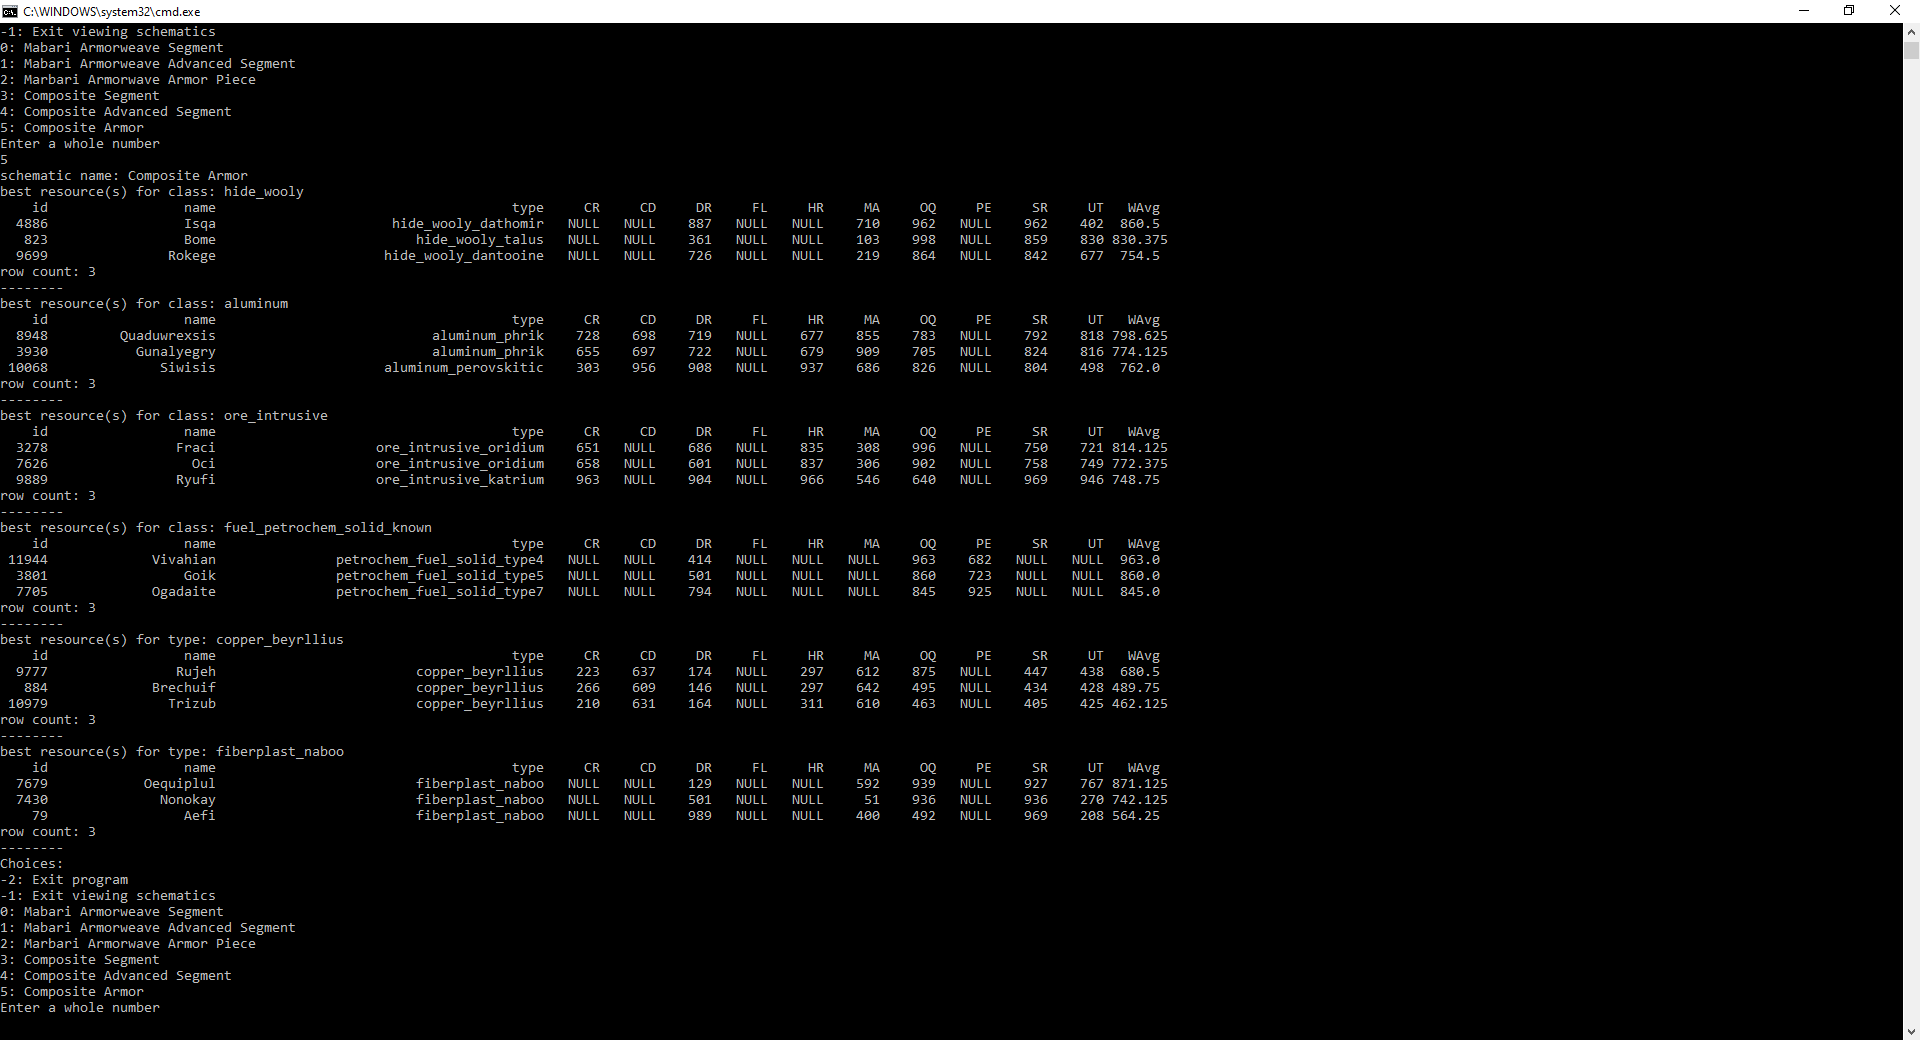 C:\WINDOWS\system32\cmd.exe
-1: Exit viewing schematics
0: Mabari Armorweave Segment
1: Mabari Armorweave Advanced Segment
2: Marbari Armorwave Armor Piece
3: Composite Segment
4: Composite Advanced Segment
5: Composite Armor
Enter a whole number
5
schematic name: Composite Armor
best resource(s) for class: hide_wooly
id name type CR CD DR FL HR MA OQ PE SR UT WAvg
4886 Isqa hide_wooly_dathomir NULL NULL 887 NULL NULL 710 962 NULL 962 402 860.5
823 Bome hide_wooly_talus NULL NULL 361 NULL NULL 103 998 NULL 859 830 830.375
9699 Rokege hide_wooly_dantooine NULL NULL 726 NULL NULL 219 864 NULL 842 677 754.5
row count: 3
--------
best resource(s) for class: aluminum
id name type CR CD DR FL HR MA OQ PE SR UT WAvg
8948 Quaduwrexsis aluminum_phrik 728 698 719 NULL 677 855 783 NULL 792 818 798.625
3930 Gunalyegry aluminum_phrik 655 697 722 NULL 679 909 705 NULL 824 816 774.125
10068 Siwisis aluminum_perovskitic 303 956 908 NULL 937 686 826 NULL 804 498 762.0
row count: 3
--------
best resource(s) for class: ore_intrusive
id name type CR CD DR FL HR MA OQ PE SR UT WAvg
3278 Fraci ore_intrusive_oridium 651 NULL 686 NULL 835 308 996 NULL 750 721 814.125
7626 Oci ore_intrusive_oridium 658 NULL 601 NULL 837 306 902 NULL 758 749 772.375
9889 Ryufi ore_intrusive_katrium 963 NULL 904 NULL 966 546 640 NULL 969 946 748.75
row count: 3
--------
best resource(s) for class: fuel_petrochem_solid_known
id name type CR CD DR FL HR MA OQ PE SR UT WAvg
11944 Vivahian petrochem_fuel_solid_type4 NULL NULL 414 NULL NULL NULL 963 682 NULL NULL 963.0
3801 Goik petrochem_fuel_solid_type5 NULL NULL 501 NULL NULL NULL 860 723 NULL NULL 860.0
7705 Ogadaite petrochem_fuel_solid_type7 NULL NULL 794 NULL NULL NULL 845 925 NULL NULL 845.0
row count: 3
--------
best resource(s) for type: copper_beyrllius
id name type CR CD DR FL HR MA OQ PE SR UT WAvg
9777 Rujeh copper_beyrllius 223 637 174 NULL 297 612 875 NULL 447 438 680.5
884 Brechuif copper_beyrllius 266 609 146 NULL 297 642 495 NULL 434 428 489.75
10979 Trizub copper_beyrllius 210 631 164 NULL 311 610 463 NULL 405 425 462.125
row count: 3
--------
best resource(s) for type: fiberplast_naboo
id name type CR CD DR FL HR MA OQ PE SR UT WAvg
7679 Oequiplul fiberplast_naboo NULL NULL 129 NULL NULL 592 939 NULL 927 767 871.125
7430 Nonokay fiberplast_naboo NULL NULL 501 NULL NULL 51 936 NULL 936 270 742.125
79 Aefi fiberplast_naboo NULL NULL 989 NULL NULL 400 492 NULL 969 208 564.25
row count: 3
--------
Choices:
-2: Exit program
-1: Exit viewing schematics
0: Mabari Armorweave Segment
1: Mabari Armorweave Advanced Segment
2: Marbari Armorwave Armor Piece
3: Composite Segment
4: Composite Advanced Segment
5: Composite Armor
Enter a whole number